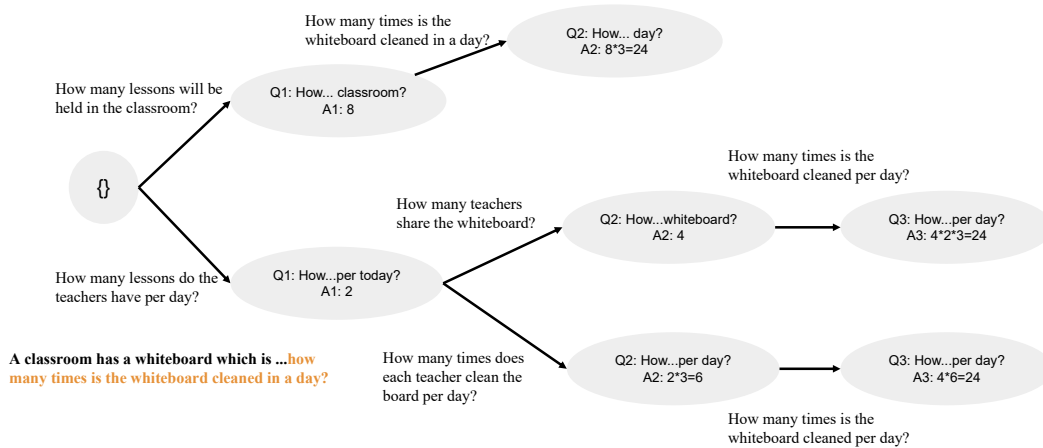 How many times is the
whiteboard cleaned in a day?
Q2: How... day?
A2: 8*3=24
How many lessons will be
held in the classroom?
Q1: How... classroom?
A1: 8
{}
How many times is the
whiteboard cleaned per day?
How many teachers
share the whiteboard?
Q2: How...whiteboard?
A2: 4
Q3: How...per day?
A3: 4*2*3=24
How many lessons do the
teachers have per day?
Q1: How...per today?
A1: 2
A classroom has a whiteboard which is ...how
many times is the whiteboard cleaned in a day?
How many times does
each teacher clean the
board per day?
Q2: How...per day?
A2: 2*3=6
Q3: How...per day?
A3: 4*6=24
How many times is the
whiteboard cleaned per day?